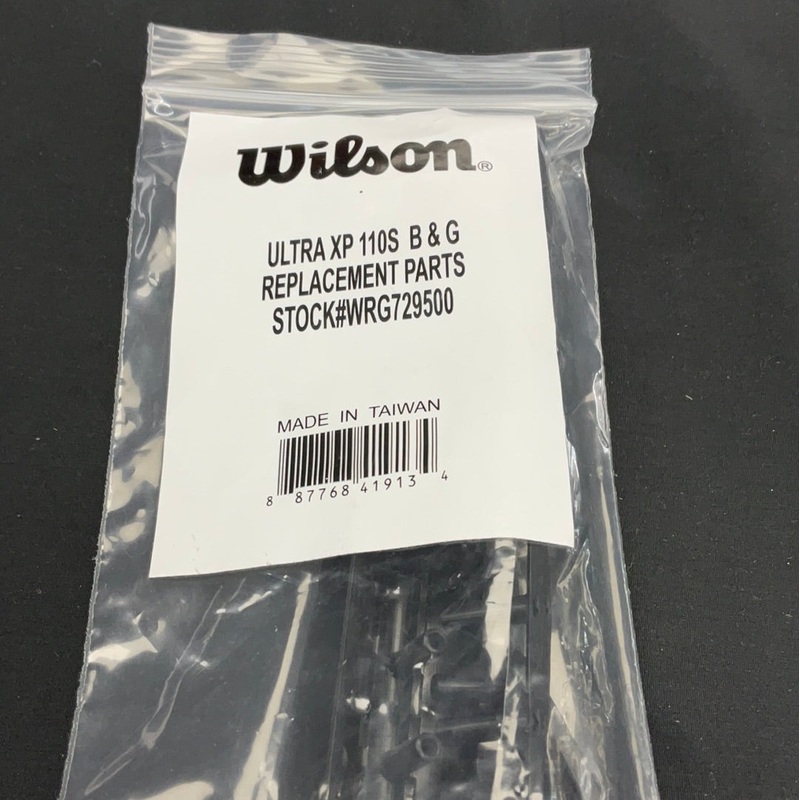 Wilson®
ULTRA XP 110S B & G
REPLACEMENT PARTS
STOCK#WRG729500
MADE IN TAIWAN
8 87768 41913 4